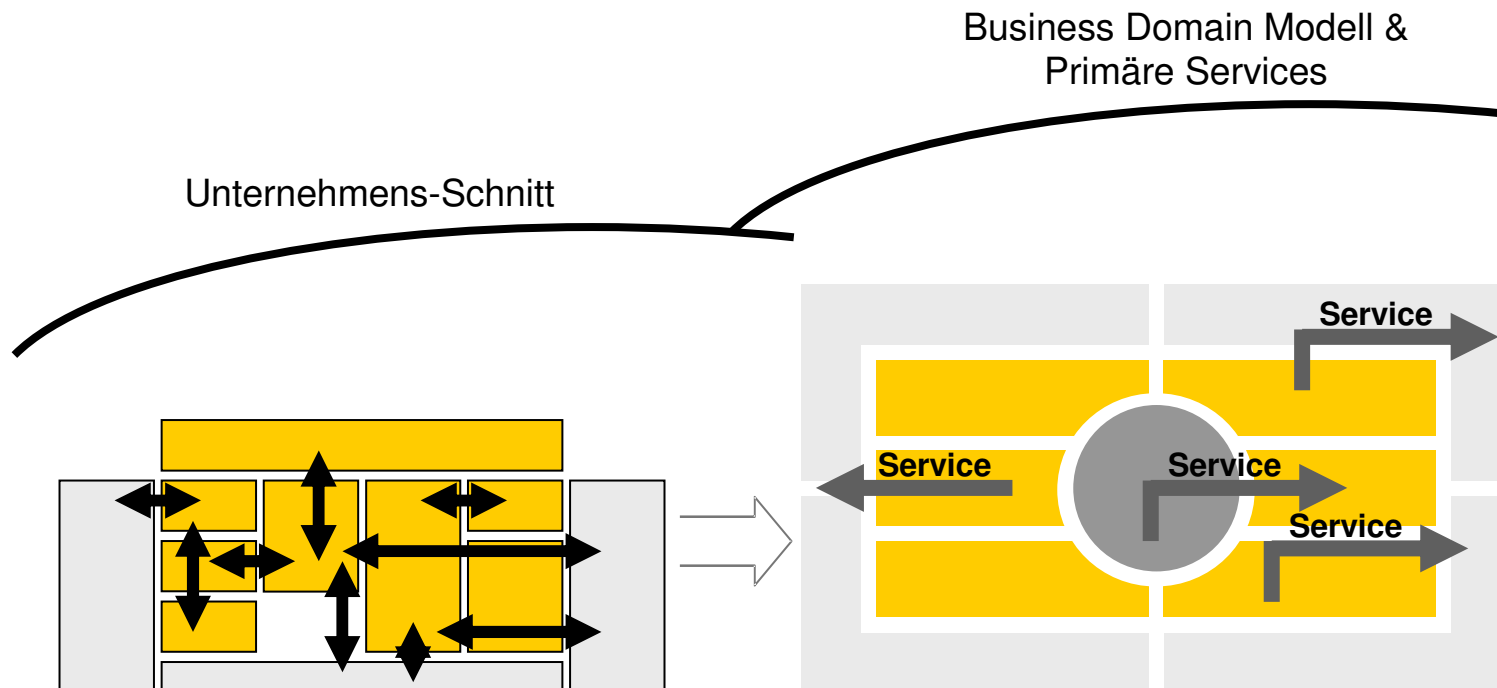 Business Domain Modell &
Primäre Services
Unternehmens-Schnitt
Service
Service
Service
Service